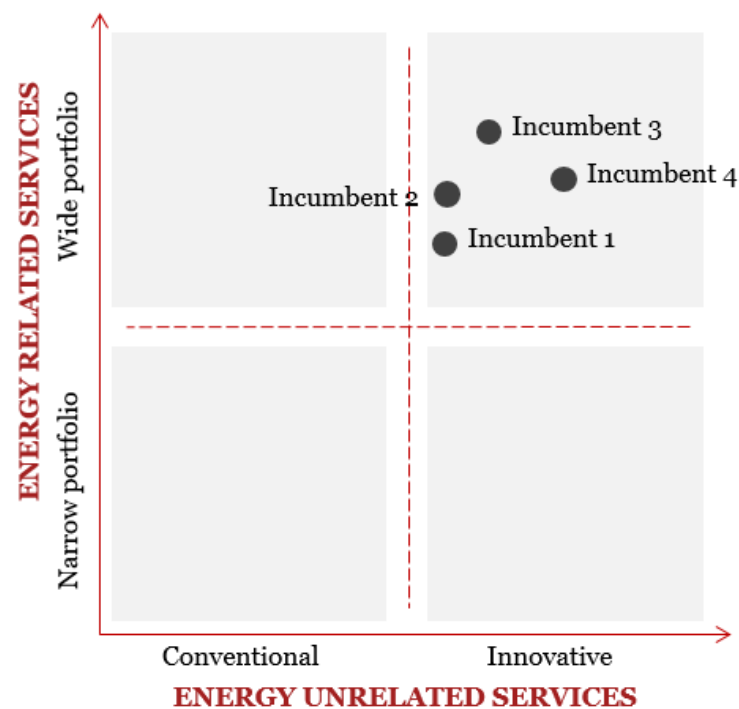 ENERGY RELATED SERVICES
Wide portfolio
Narrow portfolio
Incumbent 3
Incumbent 4
Incumbent 2
Incumbent 1
Conventional
Innovative
ENERGY UNRELATED SERVICES